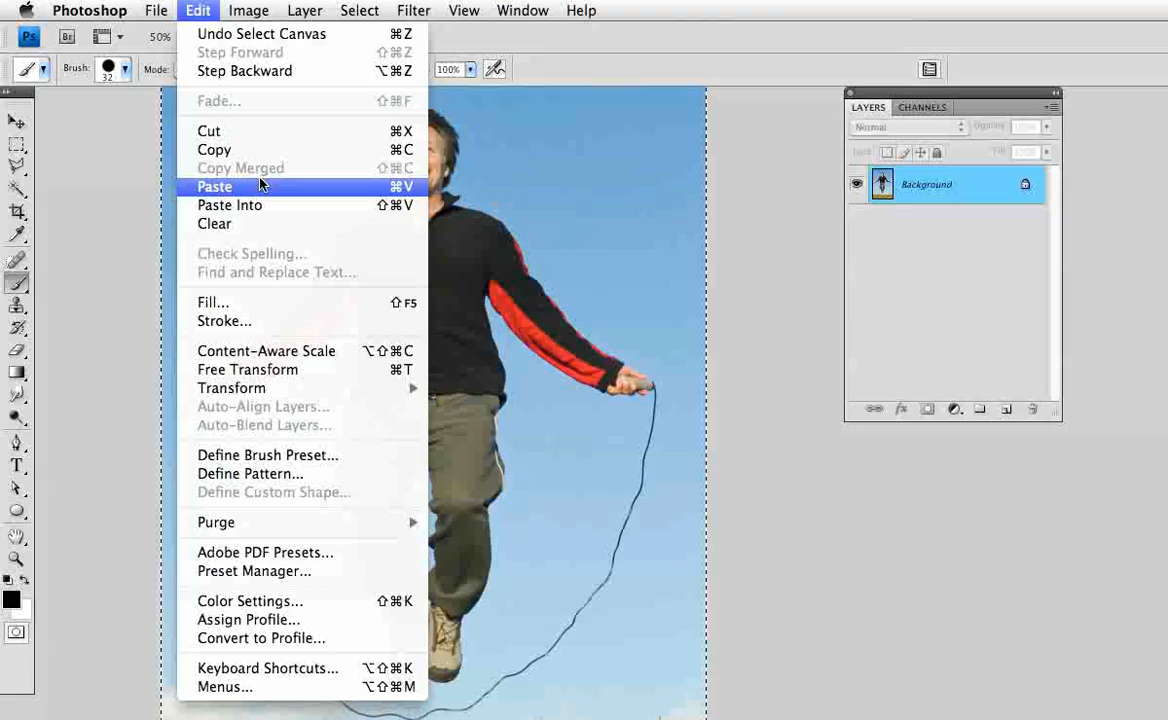 Photoshop File Edit Image Layer Select Filter View Window Help
Ps Br 50%
Brush: 32 Mode: 100%
Undo Select Canvas ⌘Z
Step Forward ⇧⌘Z
Step Backward ⌥⌘Z
Fade... ⇧⌘F
Cut ⌘X
Copy ⌘C
Copy Merged ⇧⌘C
Paste ⌘V
Paste Into ⇧⌘V
Clear
Check Spelling...
Find and Replace Text...
Fill... ⇧F5
Stroke...
Content-Aware Scale ⌥⇧⌘C
Free Transform ⌘T
Transform
Auto-Align Layers...
Auto-Blend Layers...
Define Brush Preset...
Define Pattern...
Define Custom Shape...
Purge
Adobe PDF Presets...
Preset Manager...
Color Settings... ⇧⌘K
Assign Profile...
Convert to Profile...
Keyboard Shortcuts... ⌥⇧⌘K
Menus... ⌥⇧⌘M
LAYERS CHANNELS
Normal Opacity: 100%
Lock: Fill: 100%
Background